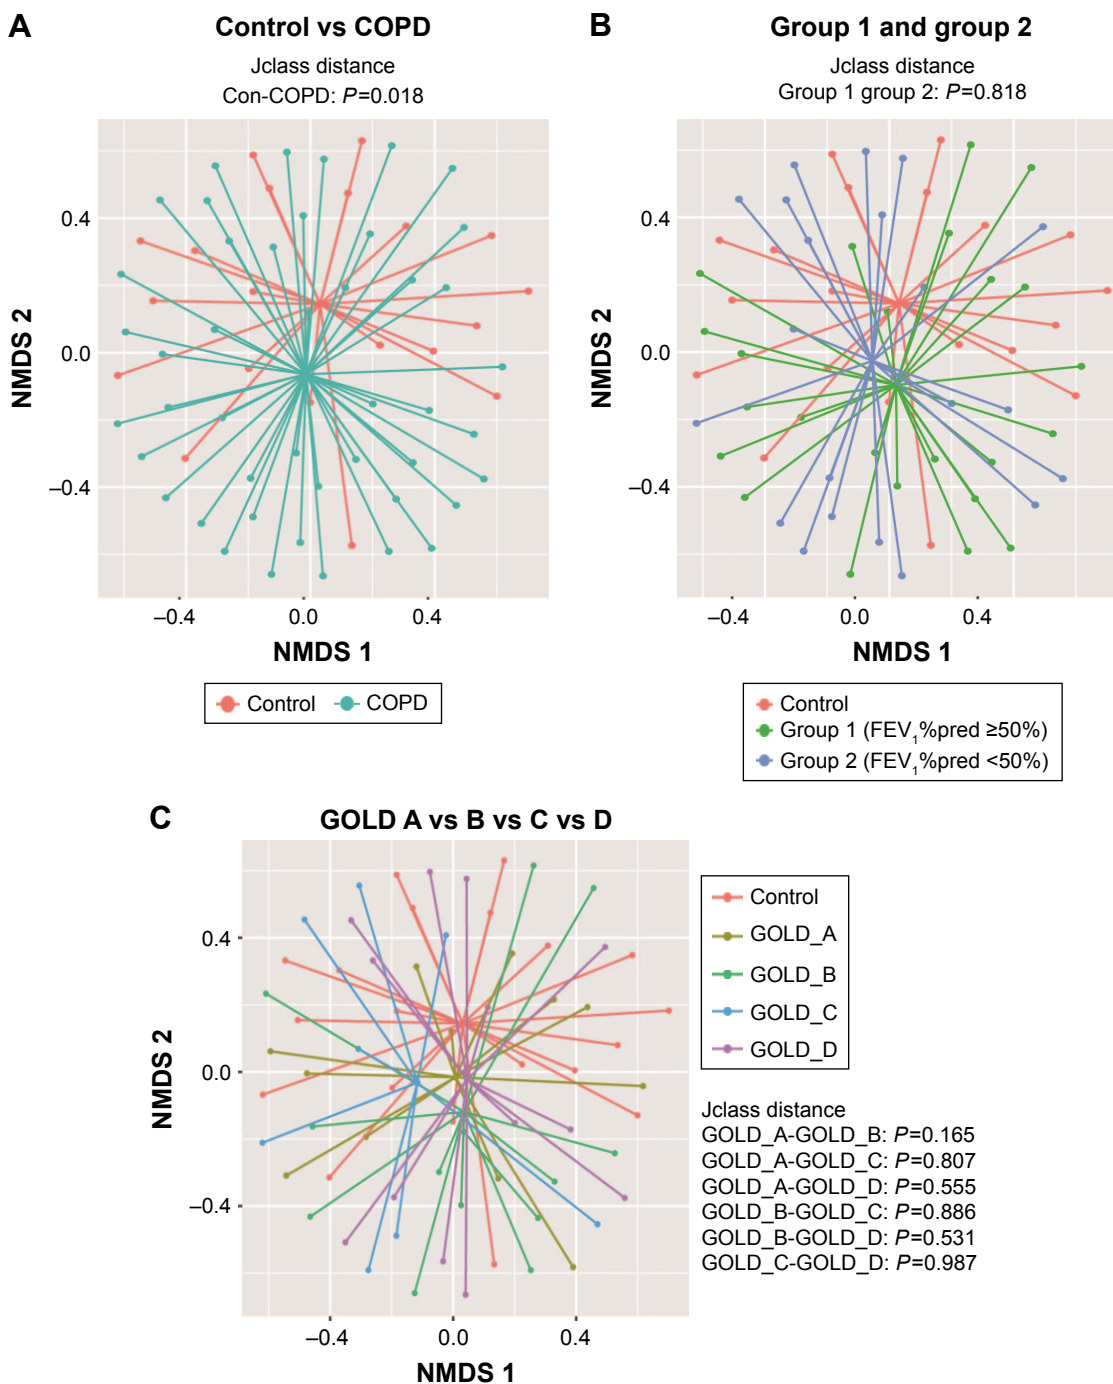 A
Control vs COPD
Jclass distance
Con-COPD: P=0.018
NMDS 2
0.4
0.0
–0.4
–0.4
0.0
0.4
NMDS 1
Control
COPD
B
Group 1 and group 2
Jclass distance
Group 1 group 2: P=0.818
NMDS 2
0.4
0.0
–0.4
–0.4
0.0
0.4
NMDS 1
Control
Group 1 (FEV₁%pred ≥50%)
Group 2 (FEV₁%pred <50%)
C
GOLD A vs B vs C vs D
NMDS 2
0.4
0.0
–0.4
–0.4
0.0
0.4
NMDS 1
Control
GOLD_A
GOLD_B
GOLD_C
GOLD_D
Jclass distance
GOLD_A-GOLD_B: P=0.165
GOLD_A-GOLD_C: P=0.807
GOLD_A-GOLD_D: P=0.555
GOLD_B-GOLD_C: P=0.886
GOLD_B-GOLD_D: P=0.531
GOLD_C-GOLD_D: P=0.987